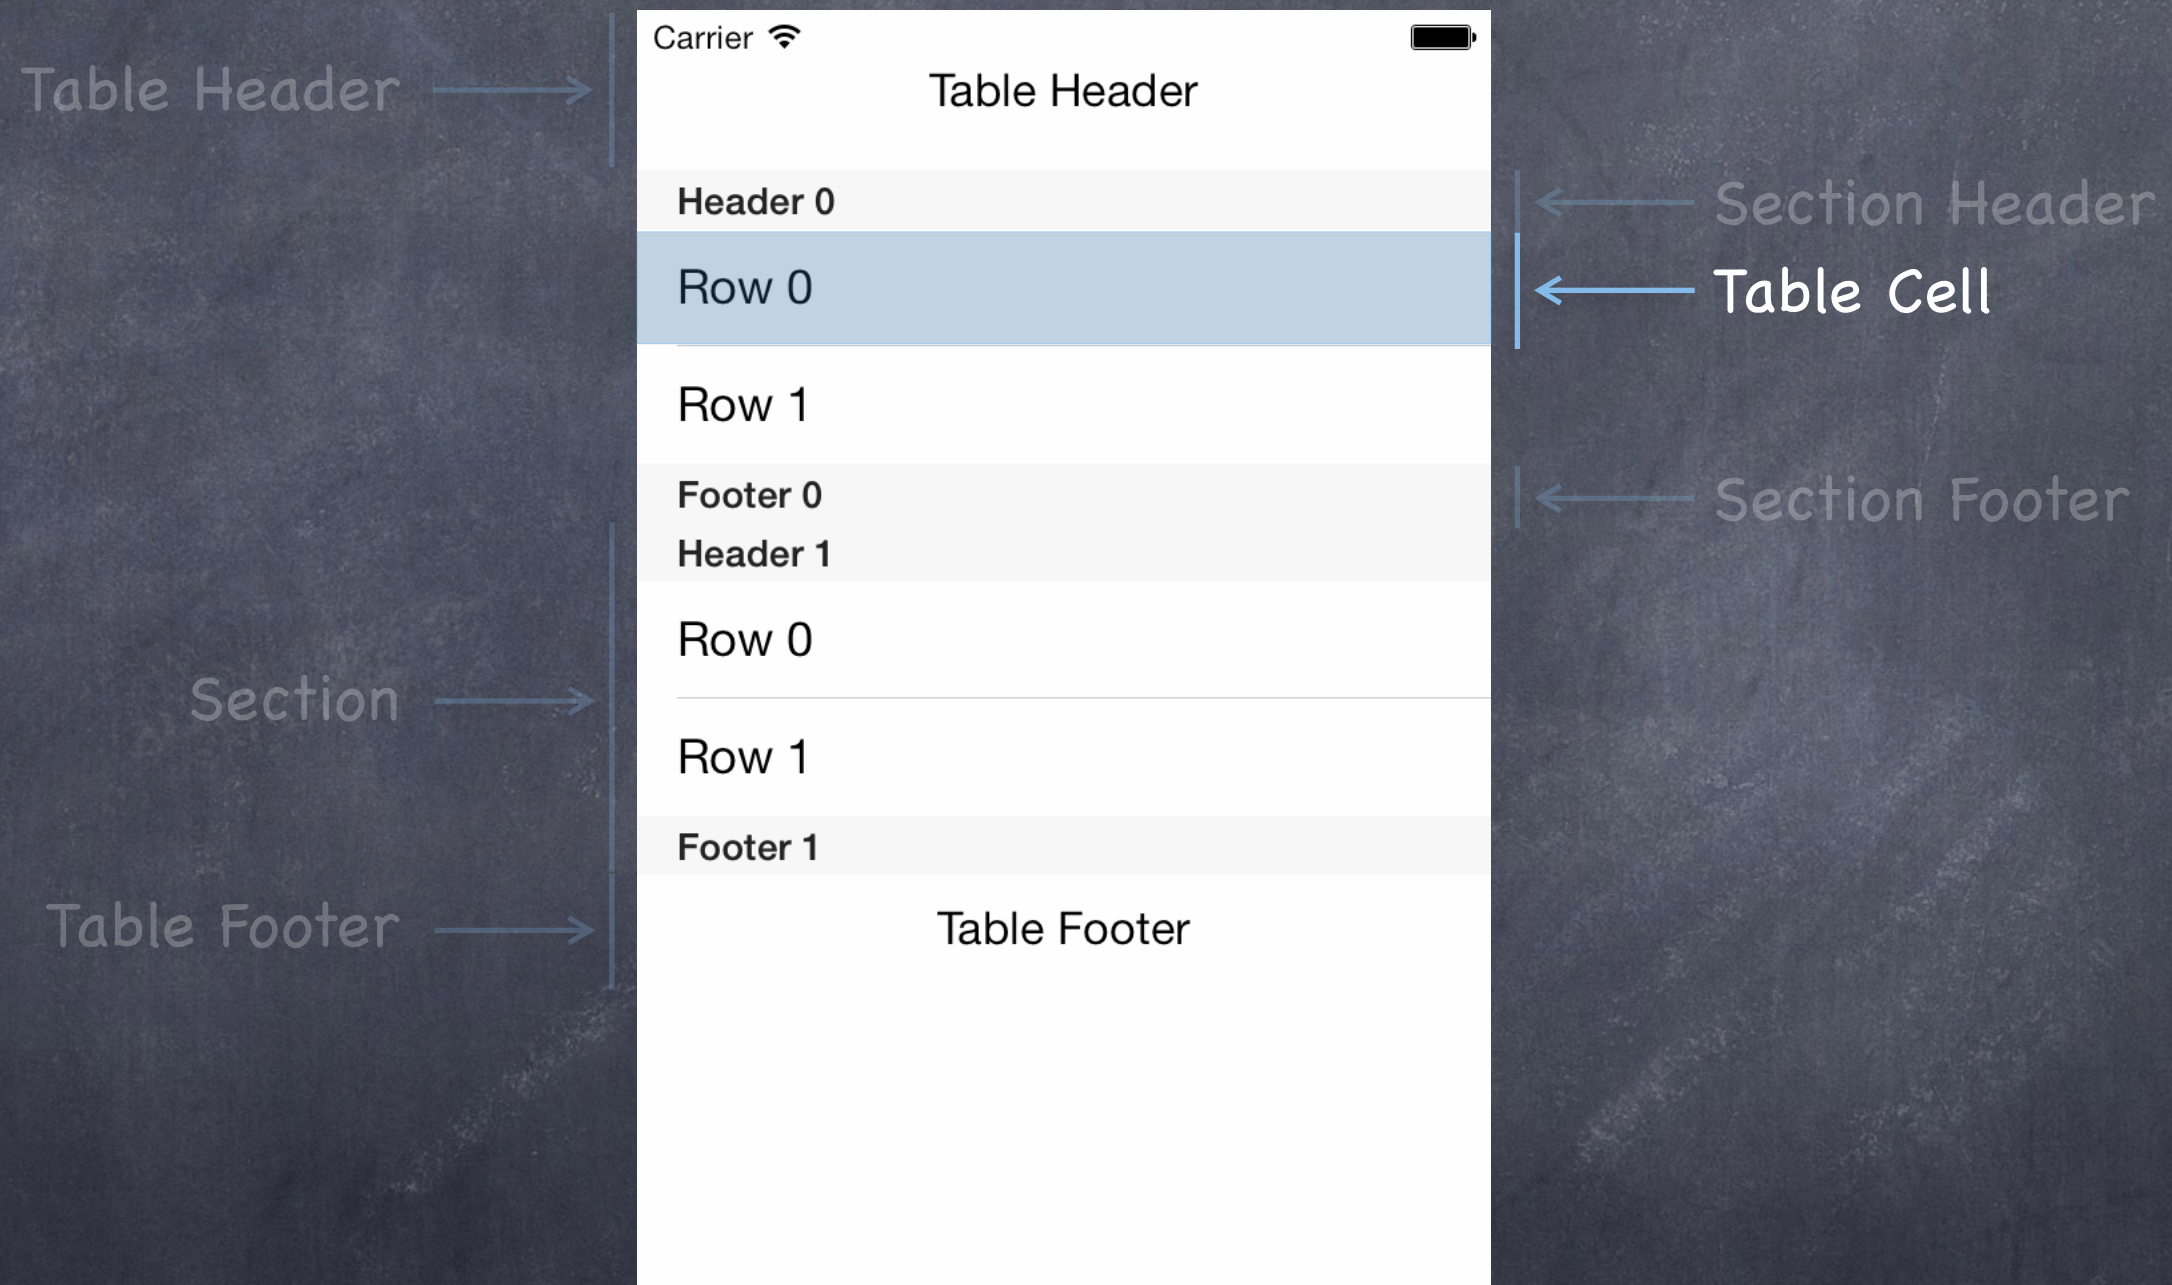 Carrier
Table Header
Table Header
Header 0
Section Header
Row 0
Table Cell
Row 1
Footer 0
Section Footer
Header 1
Row 0
Section
Row 1
Footer 1
Table Footer
Table Footer